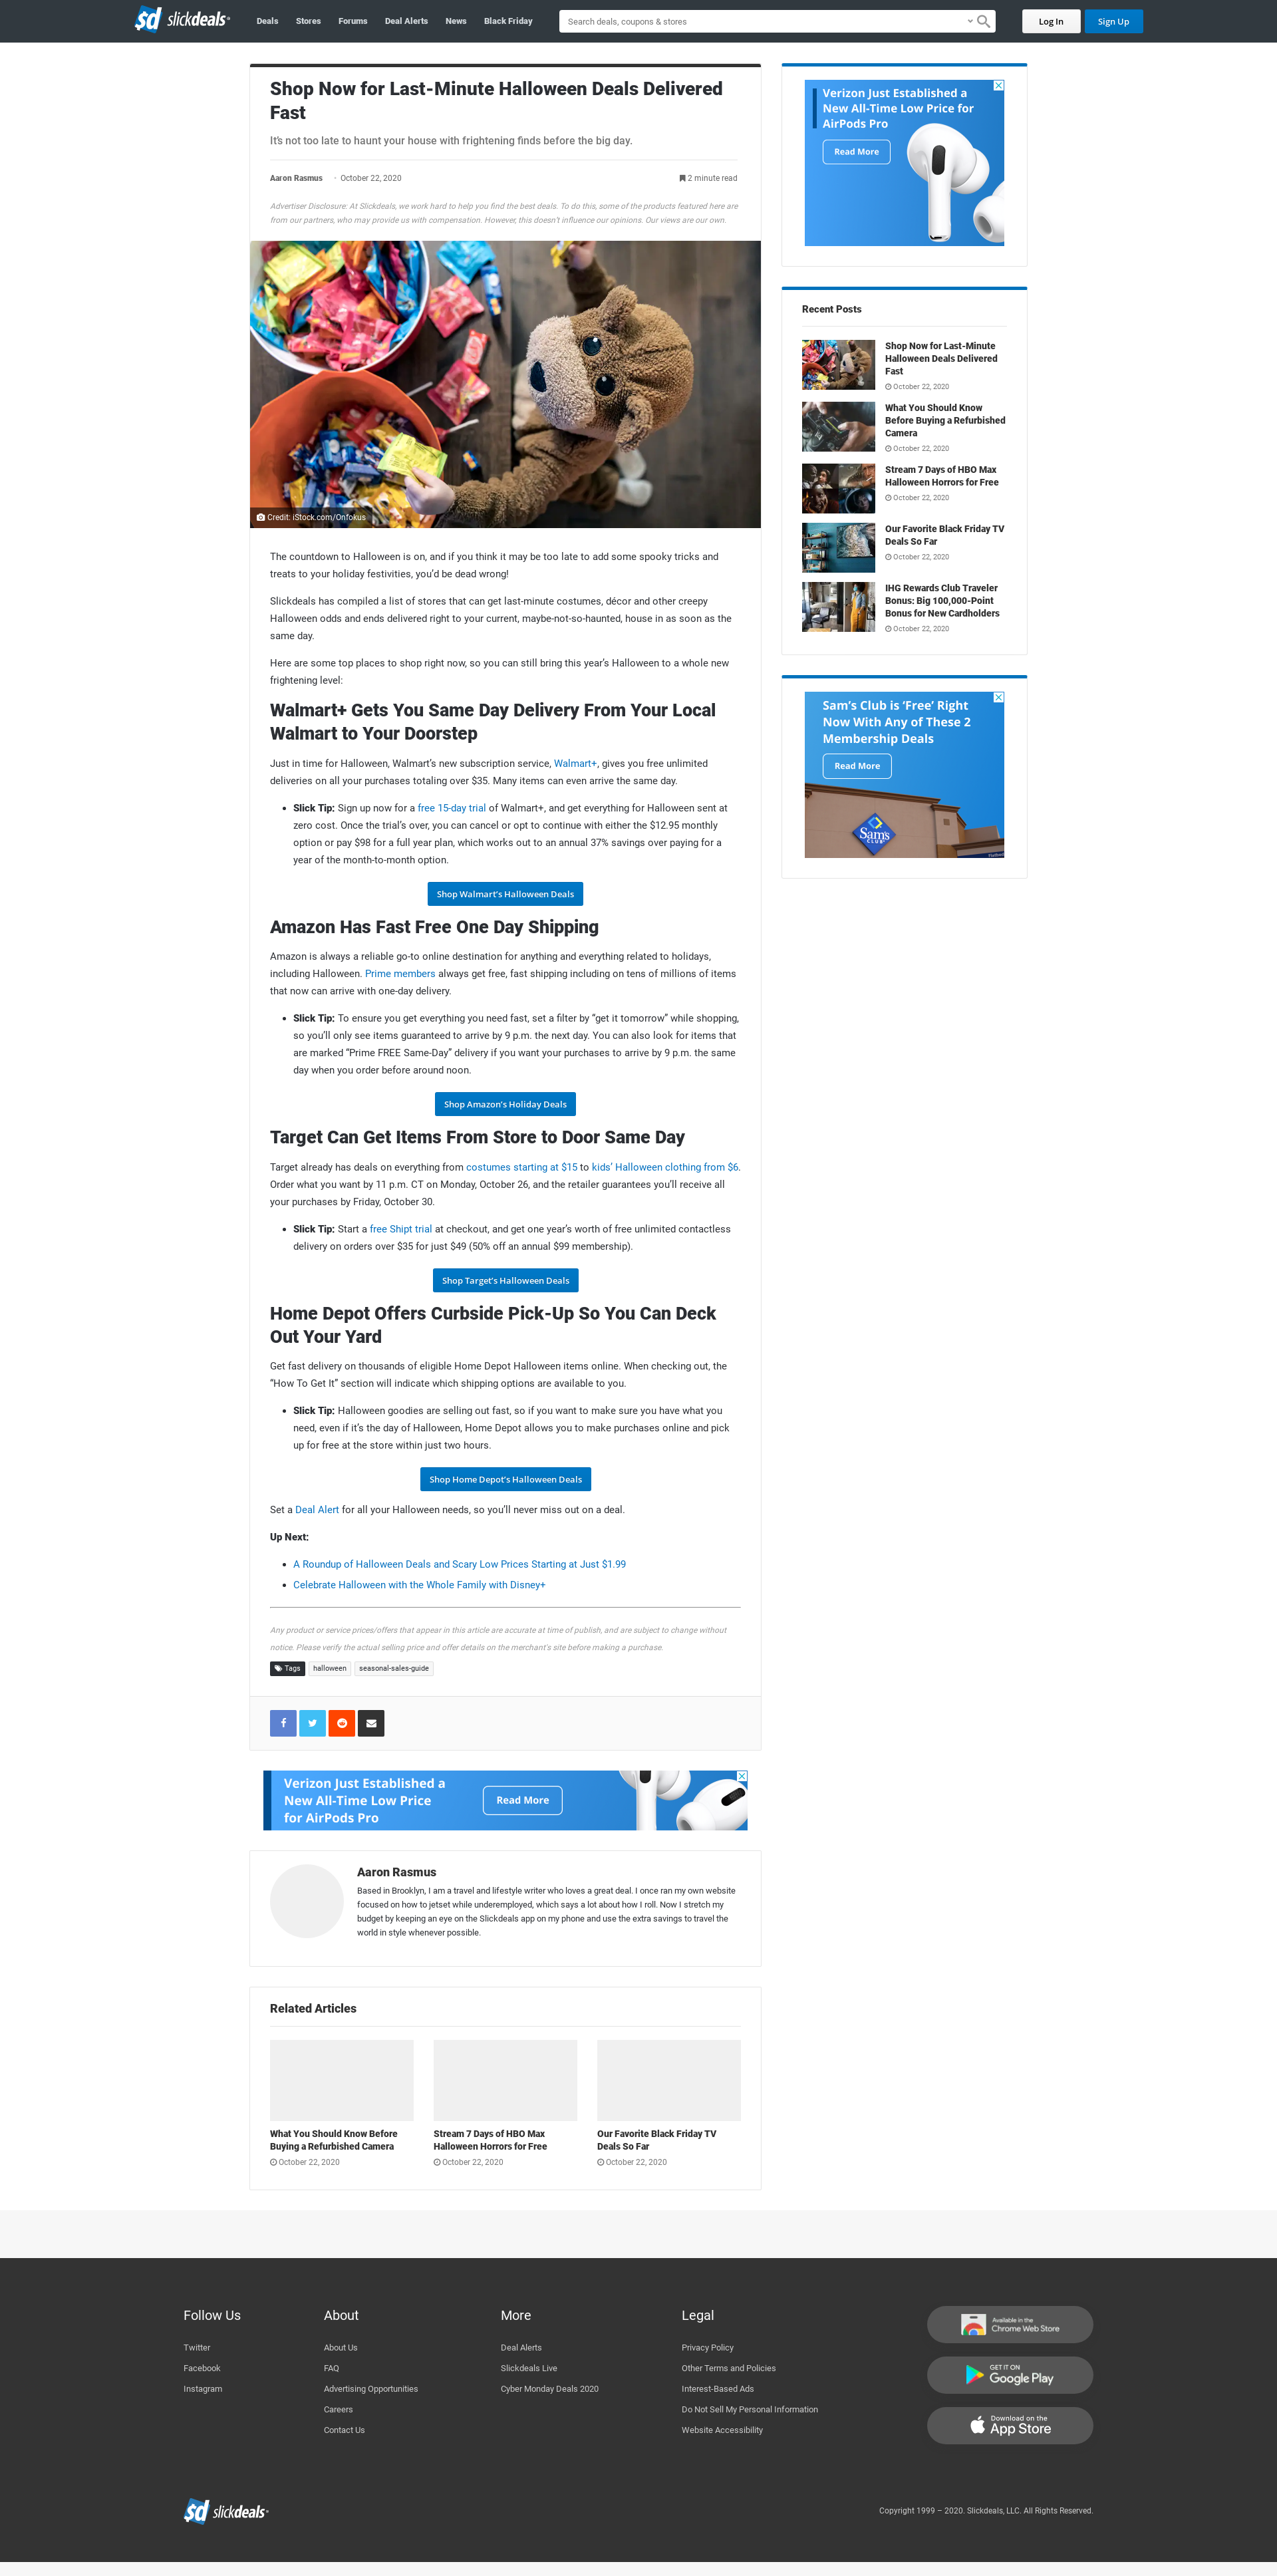 slickdeals
Deals
Stores
Forums
Deal Alerts
News
Black Friday
Search deals, coupons & stores
Log In
Sign Up
Shop Now for Last-Minute Halloween Deals Delivered
Fast
It's not too late to haunt your house with frightening finds before the big day.
Aaron Rasmus - October 22, 2020
2 minute read
Advertiser Disclosure: At Slickdeals, we work hard to help you find the best deals. To do this, some of the products featured here are
from our partners, who may provide us with compensation. However, this doesn't influence our opinions. Our views are our own.
Credit: iStock.com/Onfokus
The countdown to Halloween is on, and if you think it may be too late to add some spooky tricks and
treats to your holiday festivities, you'd be dead wrong!
Slickdeals has compiled a list of stores that can get last-minute costumes, décor and other creepy
Halloween odds and ends delivered right to your current, maybe-not-so-haunted, house in as soon as the
same day.
Here are some top places to shop right now, so you can still bring this year's Halloween to a whole new
frightening level:
Walmart+ Gets You Same Day Delivery From Your Local
Walmart to Your Doorstep
Just in time for Halloween, Walmart's new subscription service, Walmart+, gives you free unlimited
deliveries on all your purchases totaling over $35. Many items can even arrive the same day.
Slick Tip: Sign up now for a free 15-day trial of Walmart+, and get everything for Halloween sent at
zero cost. Once the trial's over, you can cancel or opt to continue with either the $12.95 monthly
option or pay $98 for a full year plan, which works out to an annual 37% savings over paying for a
year of the month-to-month option.
Shop Walmart's Halloween Deals
Amazon Has Fast Free One Day Shipping
Amazon is always a reliable go-to online destination for anything and everything related to holidays,
including Halloween. Prime members always get free, fast shipping including on tens of millions of items
that now can arrive with one-day delivery.
Slick Tip: To ensure you get everything you need fast, set a filter by “get it tomorrow” while shopping,
so you'll only see items guaranteed to arrive by 9 p.m. the next day. You can also look for items that
are marked “Prime FREE Same-Day” delivery if you want your purchases to arrive by 9 p.m. the same
day when you order before around noon.
Shop Amazon's Holiday Deals
Target Can Get Items From Store to Door Same Day
Target already has deals on everything from costumes starting at $15 to kids' Halloween clothing from $6.
Order what you want by 11 p.m. CT on Monday, October 26, and the retailer guarantees you'll receive all
your purchases by Friday, October 30.
Slick Tip: Start a free Shipt trial at checkout, and get one year's worth of free unlimited contactless
delivery on orders over $35 for just $49 (50% off an annual $99 membership).
Shop Target's Halloween Deals
Home Depot Offers Curbside Pick-Up So You Can Deck
Out Your Yard
Get fast delivery on thousands of eligible Home Depot Halloween items online. When checking out, the
“How To Get It” section will indicate which shipping options are available to you.
Slick Tip: Halloween goodies are selling out fast, so if you want to make sure you have what you
need, even if it's the day of Halloween, Home Depot allows you to make purchases online and pick
up for free at the store within just two hours.
Shop Home Depot's Halloween Deals
Set a Deal Alert for all your Halloween needs, so you'll never miss out on a deal.
Up Next:
A Roundup of Halloween Deals and Scary Low Prices Starting at Just $1.99
Celebrate Halloween with the Whole Family with Disney+
Any product or service prices/offers that appear in this article are accurate at time of publish, and are subject to change without
notice. Please verify the actual selling price and offer details on the merchant's site before making a purchase.
Tags
halloween
seasonal-sales-guide
Verizon Just Established a
New All-Time Low Price
for AirPods Pro
Read More
Aaron Rasmus
Based in Brooklyn, I am a travel and lifestyle writer who loves a great deal. I once ran my own website
focused on how to jetset while underemployed, which says a lot about how I roll. Now I stretch my
budget by keeping an eye on the Slickdeals app on my phone and use the extra savings to travel the
world in style whenever possible.
Related Articles
What You Should Know Before
Buying a Refurbished Camera
October 22, 2020
Stream 7 Days of HBO Max
Halloween Horrors for Free
October 22, 2020
Our Favorite Black Friday TV
Deals So Far
October 22, 2020
Verizon Just Established a
New All-Time Low Price for
AirPods Pro
Read More
Recent Posts
Shop Now for Last-Minute
Halloween Deals Delivered
Fast
October 22, 2020
What You Should Know
Before Buying a Refurbished
Camera
October 22, 2020
Stream 7 Days of HBO Max
Halloween Horrors for Free
October 22, 2020
Our Favorite Black Friday TV
Deals So Far
October 22, 2020
IHG Rewards Club Traveler
Bonus: Big 100,000-Point
Bonus for New Cardholders
October 22, 2020
Sam's Club is ‘Free’ Right
Now With Any of These 2
Membership Deals
Read More
Sam's
CLUB
Follow Us
Twitter
Facebook
Instagram
About
About Us
FAQ
Advertising Opportunities
Careers
Contact Us
More
Deal Alerts
Slickdeals Live
Cyber Monday Deals 2020
Legal
Privacy Policy
Other Terms and Policies
Interest-Based Ads
Do Not Sell My Personal Information
Website Accessibility
Available in the
Chrome Web Store
GET IT ON
Google Play
Download on the
App Store
slickdeals
Copyright 1999 – 2020. Slickdeals, LLC. All Rights Reserved.